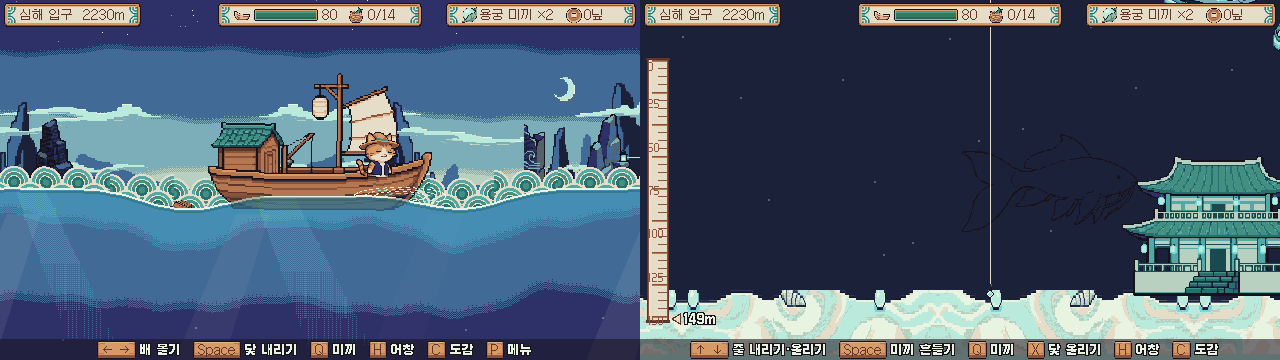 심해 입구 2230m
80 0/14
용궁 미끼 ×2 0닢
← → 배 몰기 Space 닻 내리기 Q 미끼 H 어창 C 도감 P 메뉴
심해 입구 2230m
80 0/14
용궁 미끼 ×2 0닢
0
25
50
75
100
125
150
◀149m
↑ ↓ 줄 내리기·올리기 Space 미끼 흔들기 Q 미끼 X 닻 올리기 H 어창 C 도감